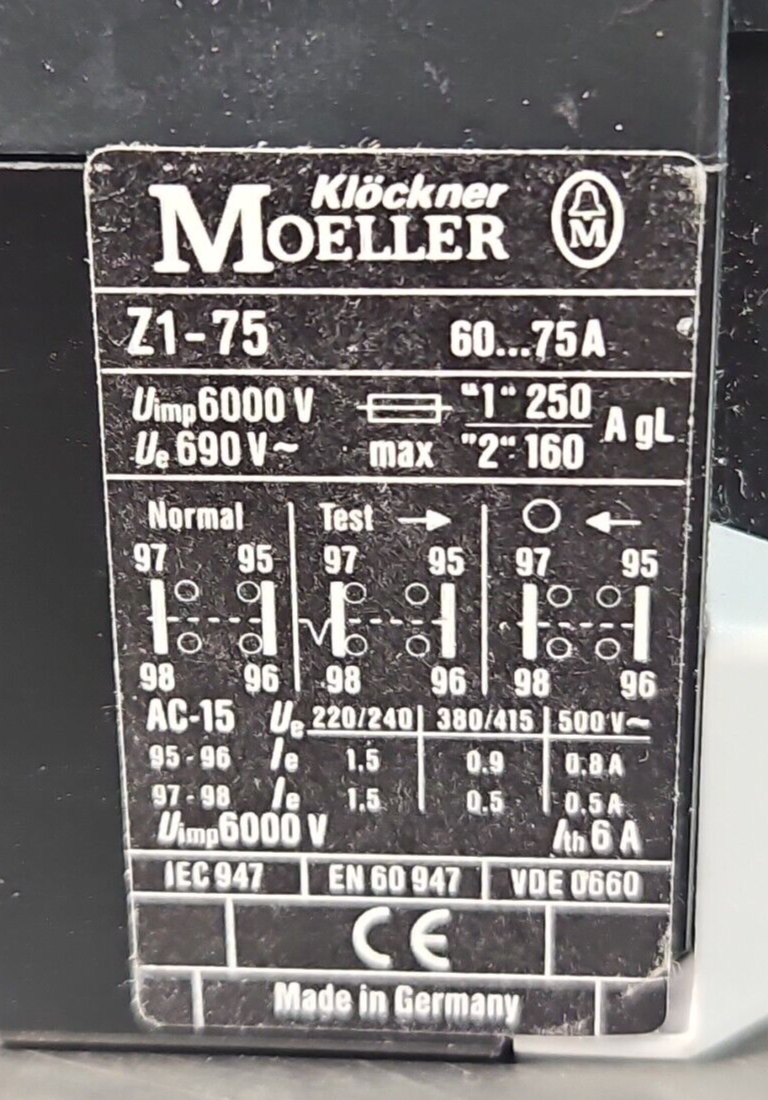 Klöckner
MOELLER
M
Z1-75 60...75A
Uimp 6000 V "1" 250 A gL
Ue 690 V~ max "2" 160
Normal Test → O ←
97 95 97 95 97 95
98 96 98 96 98 96
AC-15 Ue 220/240 380/415 500 V~
95-96 Ie 1.5 0.9 0.8 A
97-98 Ie 1.5 0.5 0.5 A
Uimp 6000 V Ith 6 A
IEC 947 EN 60 947 VDE 0660
CE
Made in Germany